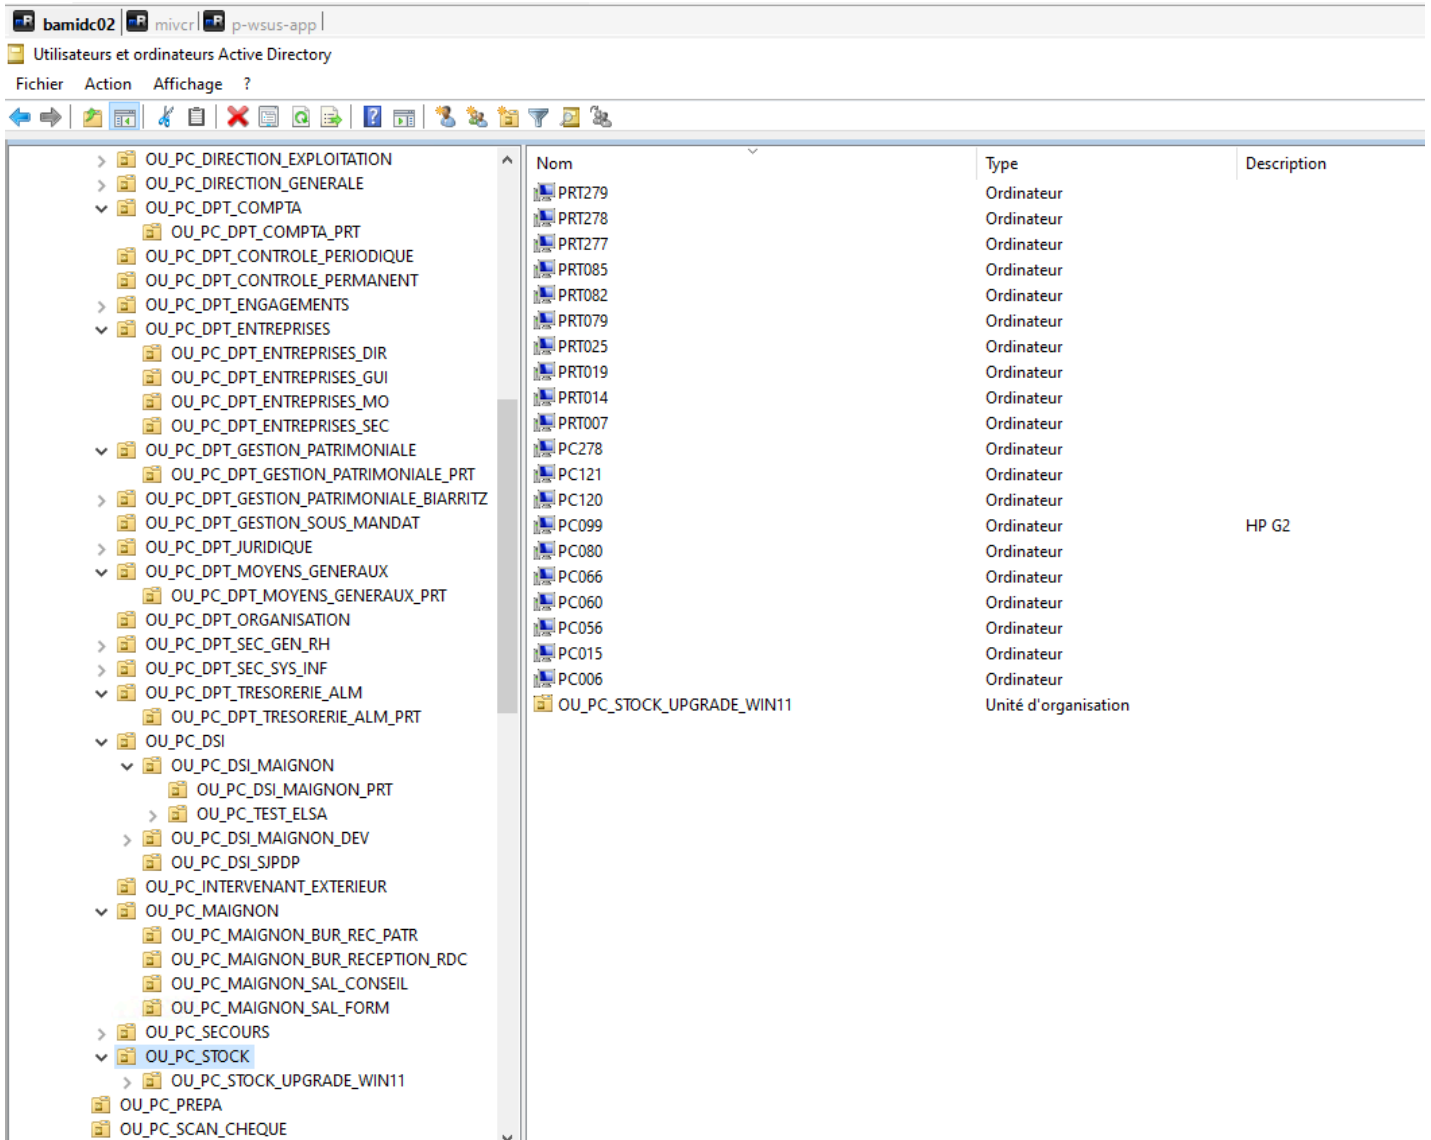 bamidc02 mivcr p-wsus-app
Utilisateurs et ordinateurs Active Directory
Fichier Action Affichage ?
OU_PC_DIRECTION_EXPLOITATION
OU_PC_DIRECTION_GENERALE
OU_PC_DPT_COMPTA
OU_PC_DPT_COMPTA_PRT
OU_PC_DPT_CONTROLE_PERIODIQUE
OU_PC_DPT_CONTROLE_PERMANENT
OU_PC_DPT_ENGAGEMENTS
OU_PC_DPT_ENTREPRISES
OU_PC_DPT_ENTREPRISES_DIR
OU_PC_DPT_ENTREPRISES_GUI
OU_PC_DPT_ENTREPRISES_MO
OU_PC_DPT_ENTREPRISES_SEC
OU_PC_DPT_GESTION_PATRIMONIALE
OU_PC_DPT_GESTION_PATRIMONIALE_PRT
OU_PC_DPT_GESTION_PATRIMONIALE_BIARRITZ
OU_PC_DPT_GESTION_SOUS_MANDAT
OU_PC_DPT_JURIDIQUE
OU_PC_DPT_MOYENS_GENERAUX
OU_PC_DPT_MOYENS_GENERAUX_PRT
OU_PC_DPT_ORGANISATION
OU_PC_DPT_SEC_GEN_RH
OU_PC_DPT_SEC_SYS_INF
OU_PC_DPT_TRESORERIE_ALM
OU_PC_DPT_TRESORERIE_ALM_PRT
OU_PC_DSI
OU_PC_DSI_MAIGNON
OU_PC_DSI_MAIGNON_PRT
OU_PC_TEST_ELSA
OU_PC_DSI_MAIGNON_DEV
OU_PC_DSI_SJPDP
OU_PC_INTERVENANT_EXTERIEUR
OU_PC_MAIGNON
OU_PC_MAIGNON_BUR_REC_PATR
OU_PC_MAIGNON_BUR_RECEPTION_RDC
OU_PC_MAIGNON_SAL_CONSEIL
OU_PC_MAIGNON_SAL_FORM
OU_PC_SECOURS
OU_PC_STOCK
OU_PC_STOCK_UPGRADE_WIN11
OU_PC_PREPA
OU_PC_SCAN_CHEQUE
Nom Type Description
PRT279 Ordinateur
PRT278 Ordinateur
PRT277 Ordinateur
PRT085 Ordinateur
PRT082 Ordinateur
PRT079 Ordinateur
PRT025 Ordinateur
PRT019 Ordinateur
PRT014 Ordinateur
PRT007 Ordinateur
PC278 Ordinateur
PC121 Ordinateur
PC120 Ordinateur
PC099 Ordinateur HP G2
PC080 Ordinateur
PC066 Ordinateur
PC060 Ordinateur
PC056 Ordinateur
PC015 Ordinateur
PC006 Ordinateur
OU_PC_STOCK_UPGRADE_WIN11 Unité d'organisation